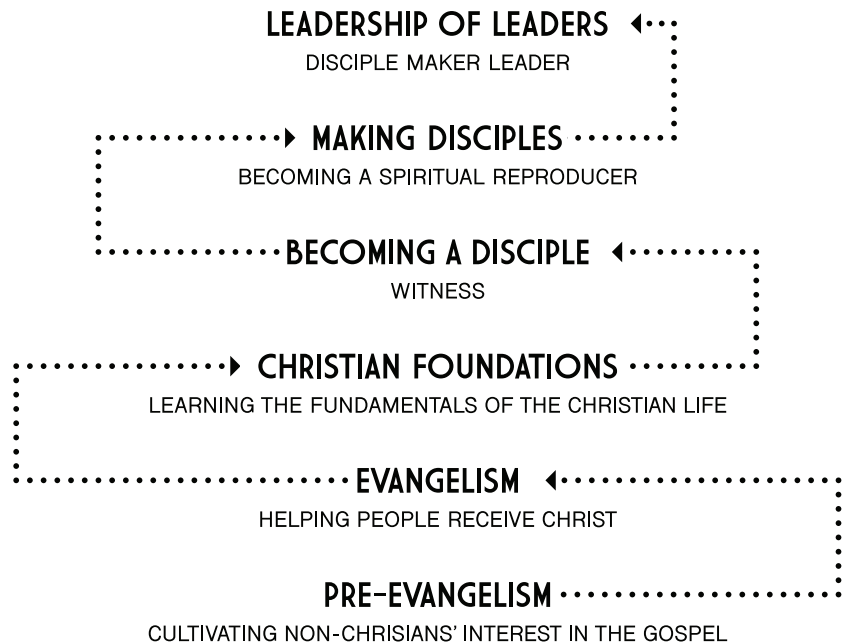 LEADERSHIP OF LEADERS
DISCIPLE MAKER LEADER
MAKING DISCIPLES
BECOMING A SPIRITUAL REPRODUCER
BECOMING A DISCIPLE
WITNESS
CHRISTIAN FOUNDATIONS
LEARNING THE FUNDAMENTALS OF THE CHRISTIAN LIFE
EVANGELISM
HELPING PEOPLE RECEIVE CHRIST
PRE-EVANGELISM
CULTIVATING NON-CHRISIANS' INTEREST IN THE GOSPEL